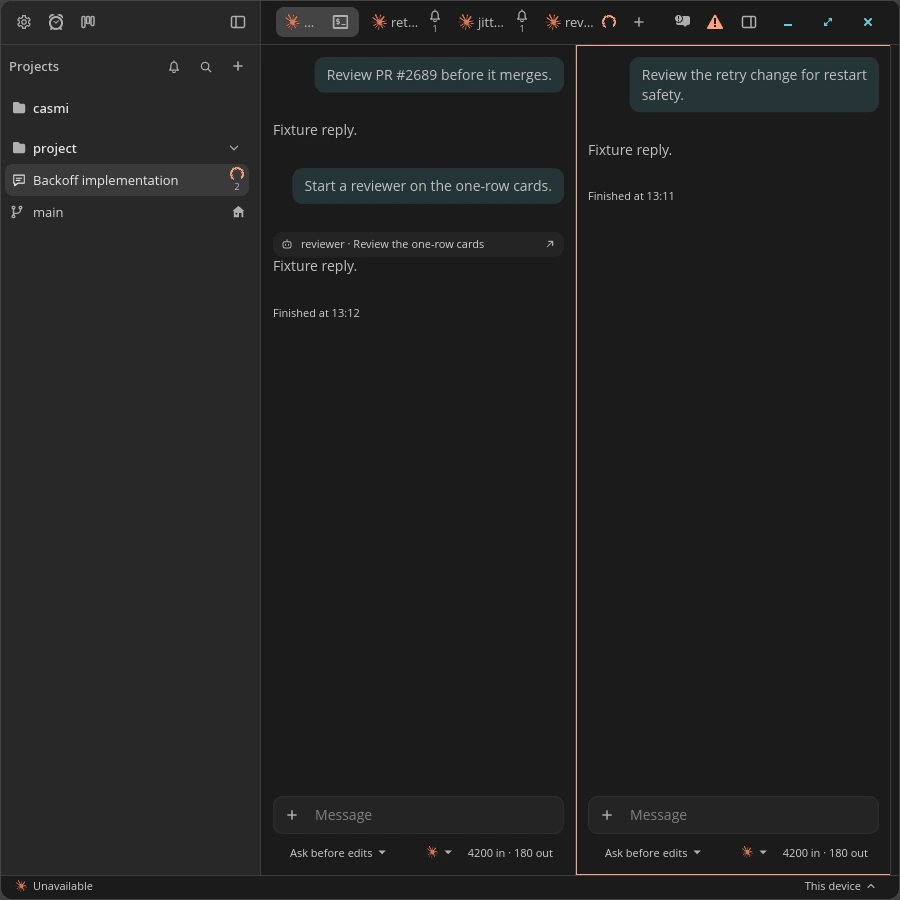 ... ret... 1 jitt... 1 rev...
Projects
casmi
project
Backoff implementation 2
main
Review PR #2689 before it merges.
Fixture reply.
Start a reviewer on the one-row cards.
reviewer · Review the one-row cards
Fixture reply.
Finished at 13:12
Message
Ask before edits 4200 in · 180 out
Review the retry change for restart
safety.
Fixture reply.
Finished at 13:11
Message
Ask before edits 4200 in · 180 out
Unavailable
This device